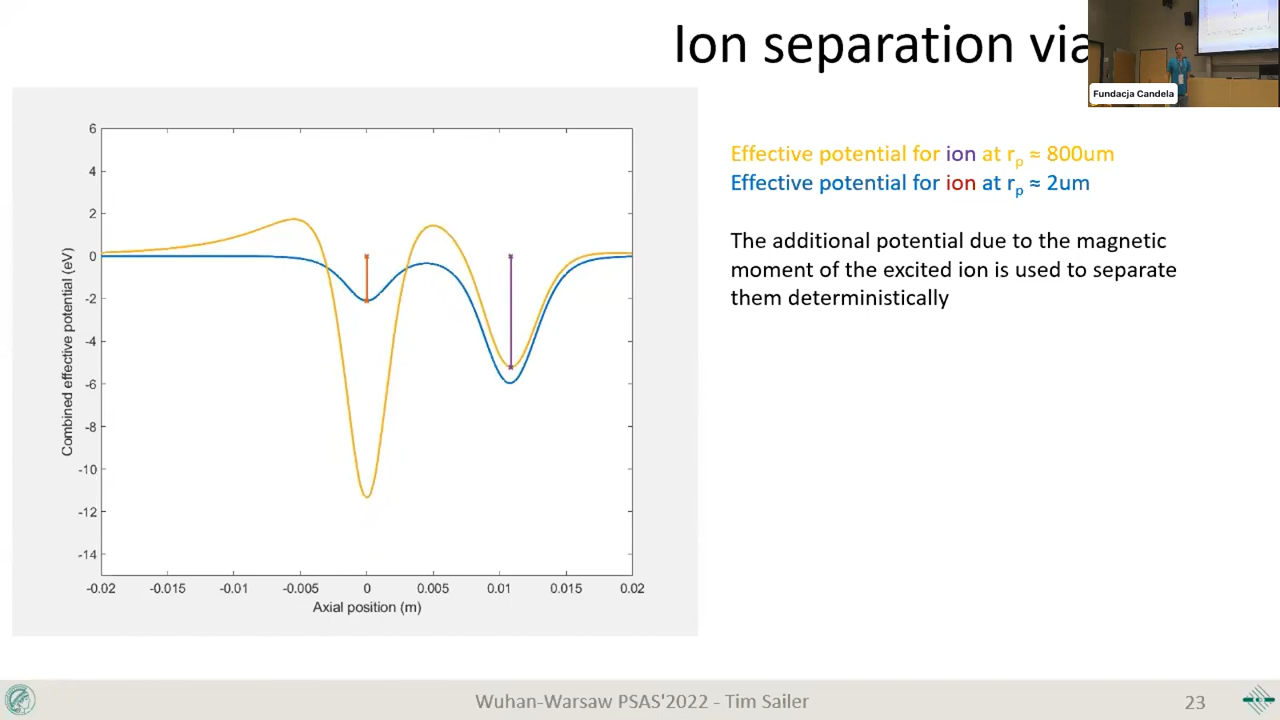 Ion separation via
Fundacja Candela
Effective potential for ion at rp ≈ 800um
Effective potential for ion at rp ≈ 2um
The additional potential due to the magnetic
moment of the excited ion is used to separate
them deterministically
Combined effective potential (eV)
6
4
2
0
-2
-4
-6
-8
-10
-12
-14
-0.02 -0.015 -0.01 -0.005 0 0.005 0.01 0.015 0.02
Axial position (m)
Wuhan-Warsaw PSAS'2022 - Tim Sailer
23